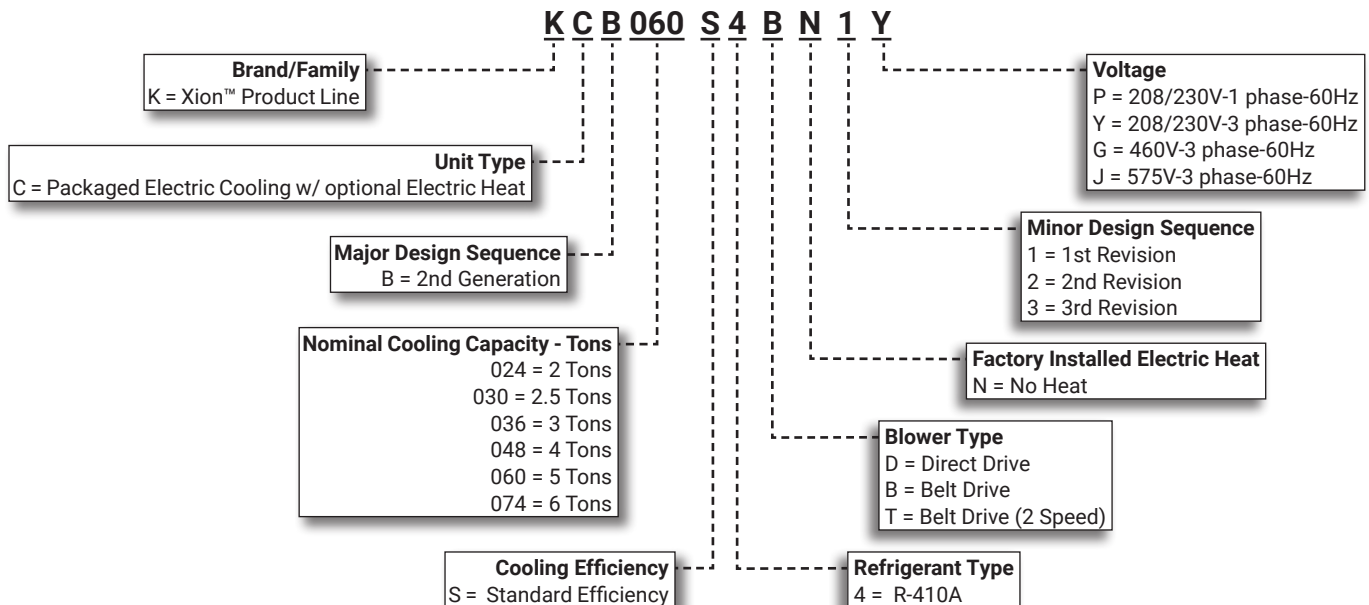 K C B 060 S 4 B N 1 Y
Brand/Family
K = Xion™ Product Line
Unit Type
C = Packaged Electric Cooling w/ optional Electric Heat
Major Design Sequence
B = 2nd Generation
Nominal Cooling Capacity - Tons
024 = 2 Tons
030 = 2.5 Tons
036 = 3 Tons
048 = 4 Tons
060 = 5 Tons
074 = 6 Tons
Cooling Efficiency
S = Standard Efficiency
Voltage
P = 208/230V-1 phase-60Hz
Y = 208/230V-3 phase-60Hz
G = 460V-3 phase-60Hz
J = 575V-3 phase-60Hz
Minor Design Sequence
1 = 1st Revision
2 = 2nd Revision
3 = 3rd Revision
Factory Installed Electric Heat
N = No Heat
Blower Type
D = Direct Drive
B = Belt Drive
T = Belt Drive (2 Speed)
Refrigerant Type
4 = R-410A